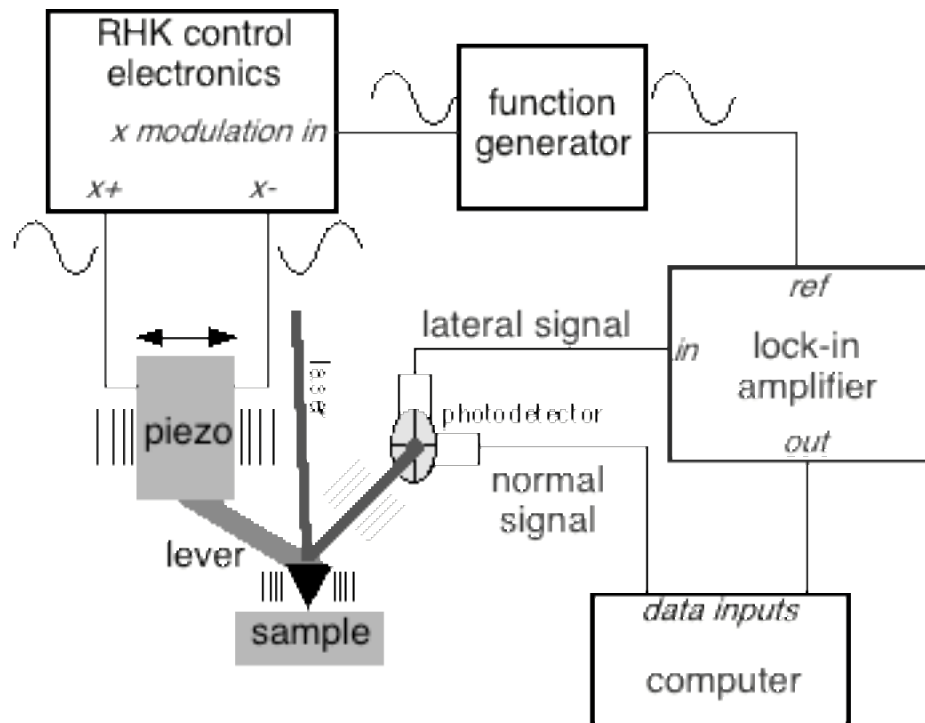 RHK control
electronics
x modulation in
x+ x-
function
generator
ref
in
lock-in
amplifier
out
lateral signal
laser
photodetector
piezo
normal
signal
lever
sample
data inputs
computer